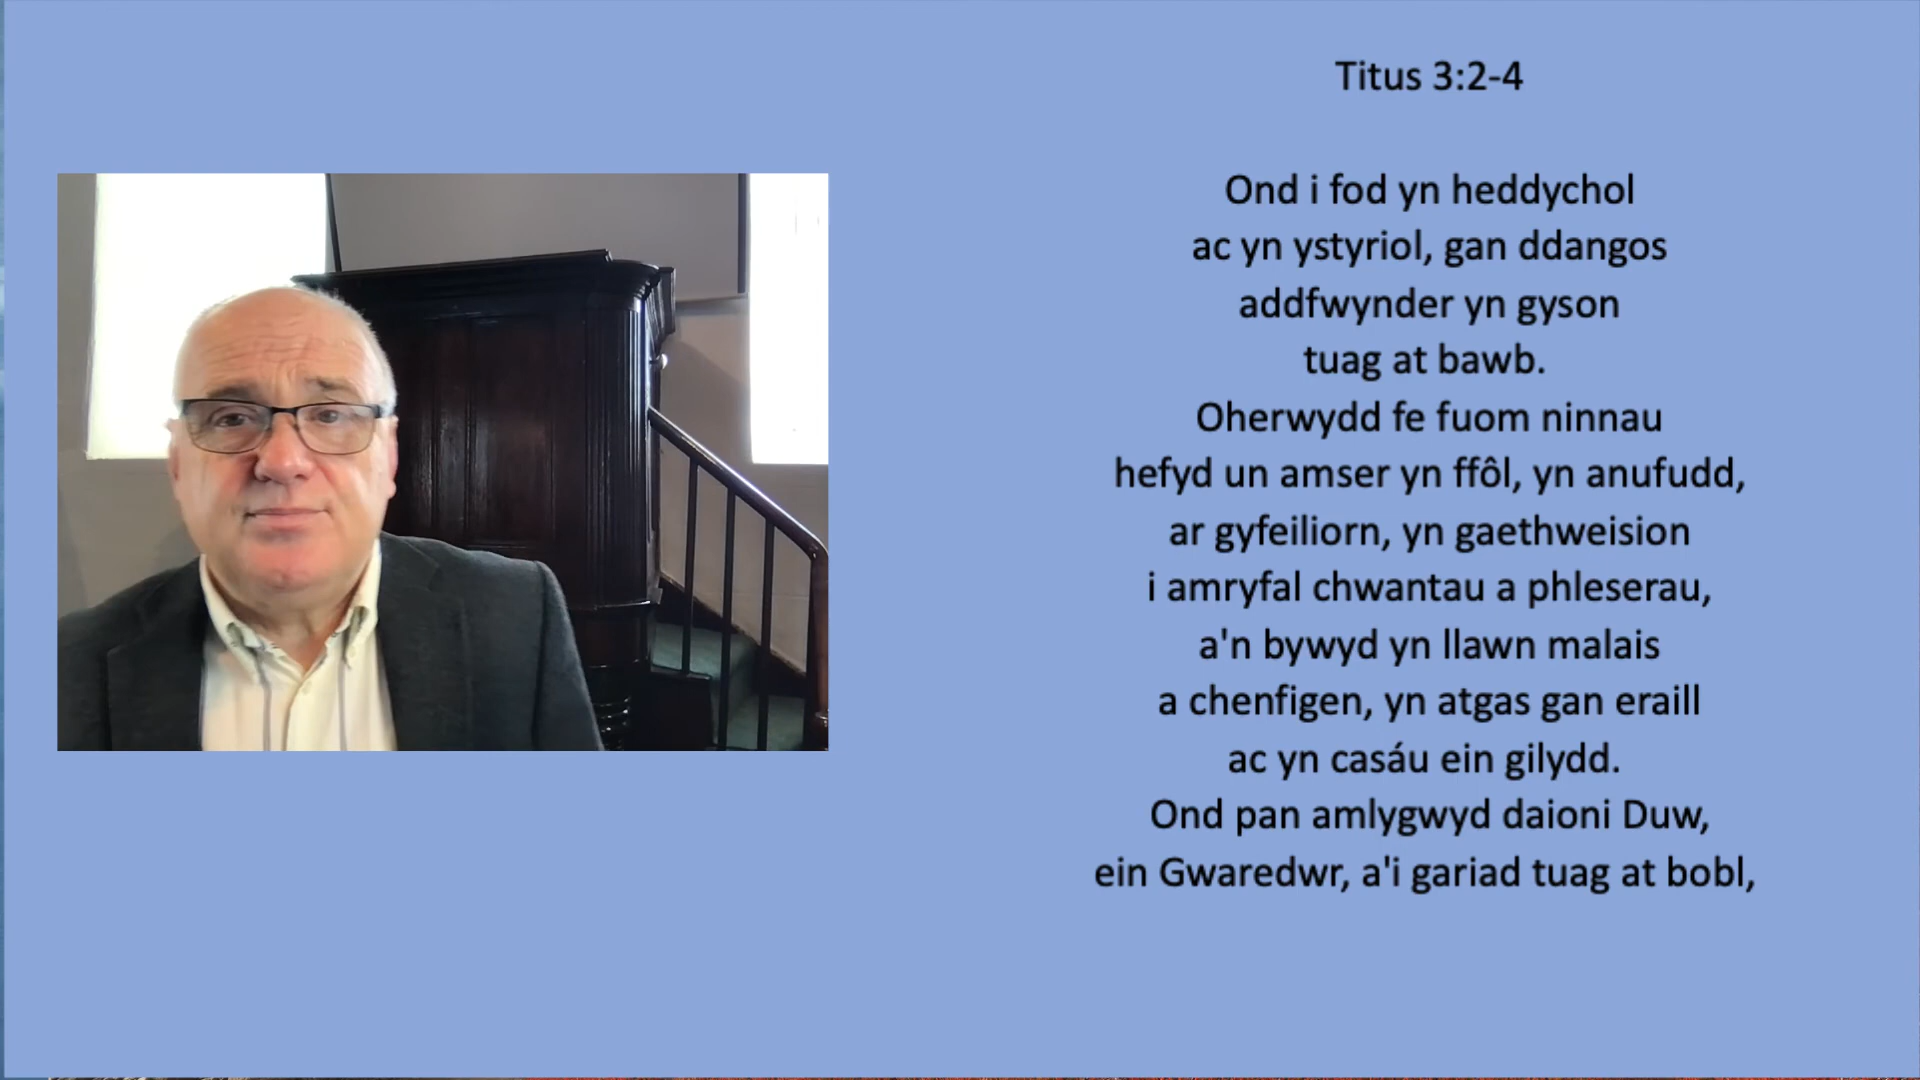 Titus 3:2-4
Ond i fod yn heddychol
ac yn ystyriol, gan ddangos
addfwynder yn gyson
tuag at bawb.
Oherwydd fe fuom ninnau
hefyd un amser yn ffôl, yn anufudd,
ar gyfeiliorn, yn gaethweision
i amryfal chwantau a phleserau,
a'n bywyd yn llawn malais
a chenfigen, yn atgas gan eraill
ac yn casáu ein gilydd.
Ond pan amlygwyd daioni Duw,
ein Gwaredwr, a'i gariad tuag at bobl,